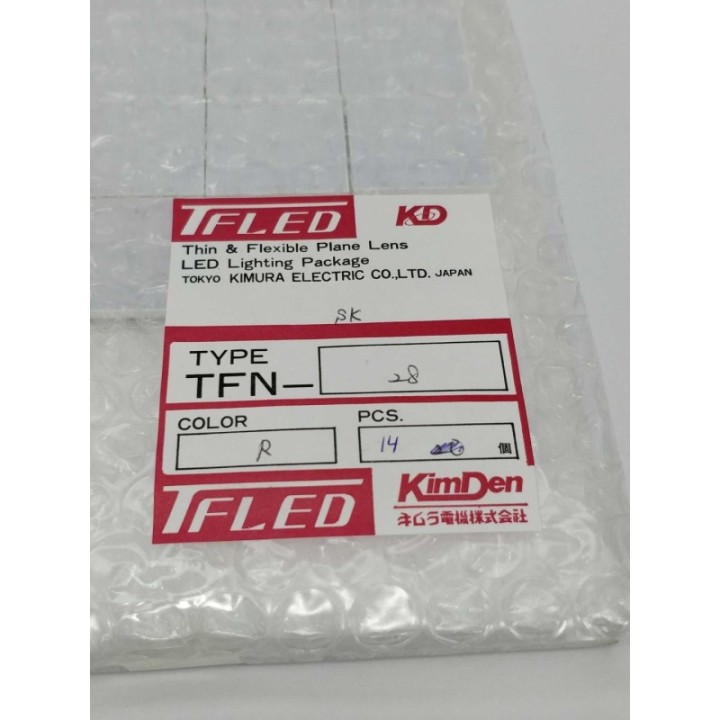 TFLED KD
Thin & Flexible Plane Lens
LED Lighting Package
TOKYO KIMURA ELECTRIC CO.,LTD. JAPAN
SK
TYPE
TFN- 28
COLOR PCS.
R 14 個
TFLED KimDen
キムラ電機株式会社